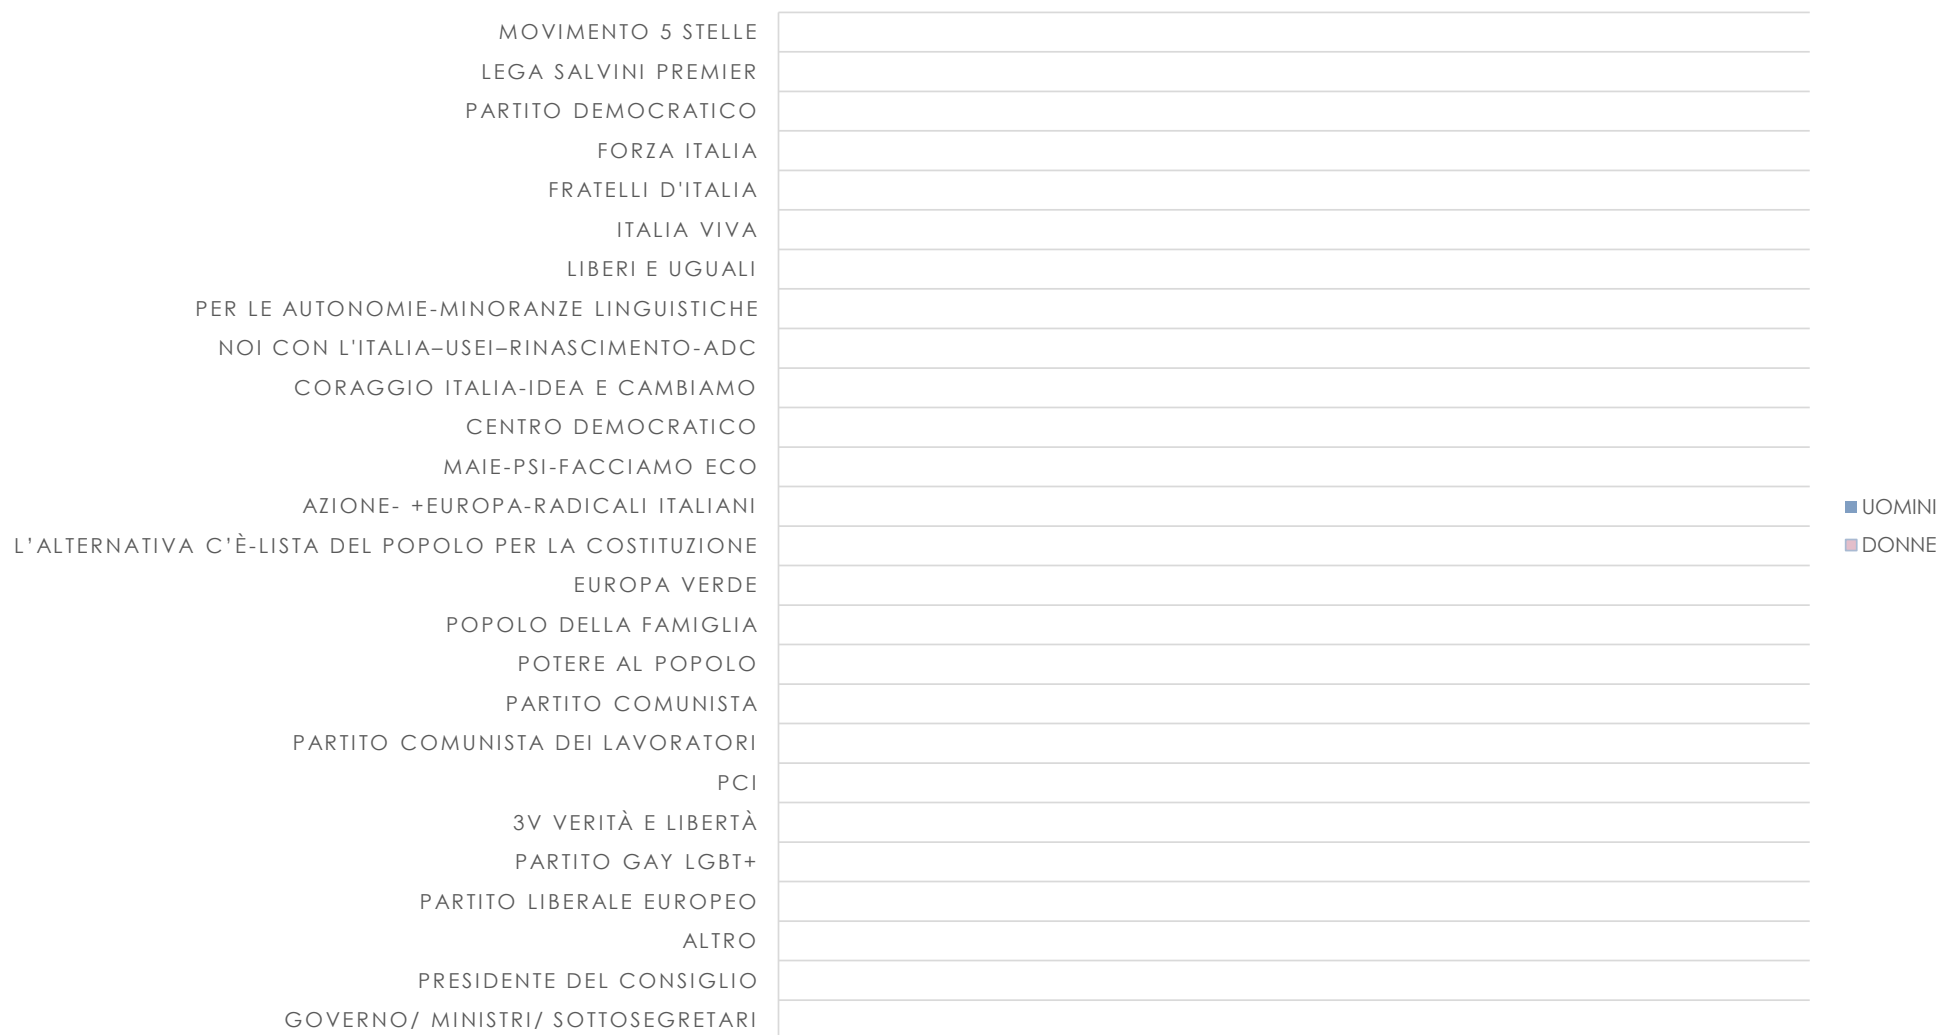 MOVIMENTO 5 STELLE
LEGA SALVINI PREMIER
PARTITO DEMOCRATICO
FORZA ITALIA
FRATELLI D'ITALIA
ITALIA VIVA
LIBERI E UGUALI
PER LE AUTONOMIE-MINORANZE LINGUISTICHE
NOI CON L'ITALIA–USEI–RINASCIMENTO-ADC
CORAGGIO ITALIA-IDEA E CAMBIAMO
CENTRO DEMOCRATICO
MAIE-PSI-FACCIAMO ECO
AZIONE- +EUROPA-RADICALI ITALIANI
L’ALTERNATIVA C’È-LISTA DEL POPOLO PER LA COSTITUZIONE
EUROPA VERDE
POPOLO DELLA FAMIGLIA
POTERE AL POPOLO
PARTITO COMUNISTA
PARTITO COMUNISTA DEI LAVORATORI
PCI
3V VERITÀ E LIBERTÀ
PARTITO GAY LGBT+
PARTITO LIBERALE EUROPEO
ALTRO
PRESIDENTE DEL CONSIGLIO
GOVERNO/ MINISTRI/ SOTTOSEGRETARI
UOMINI
DONNE